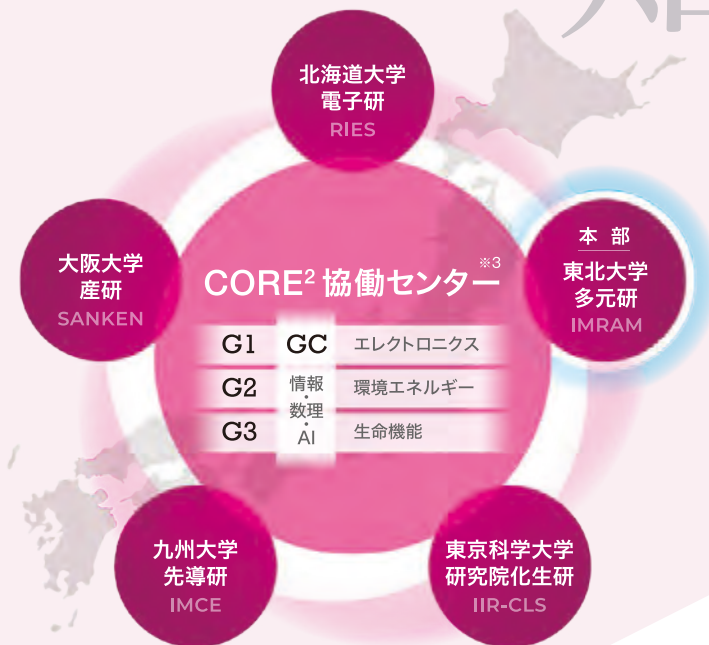 北海道大学
電子研
RIES
大阪大学
産研
SANKEN
本 部
東北大学
多元研
IMRAM
CORE² 協働センター※3
G1 GC エレクトロニクス
G2 情報・数理・AI 環境エネルギー
G3 生命機能
九州大学
先導研
IMCE
東京科学大学
研究院化生研
IIR-CLS